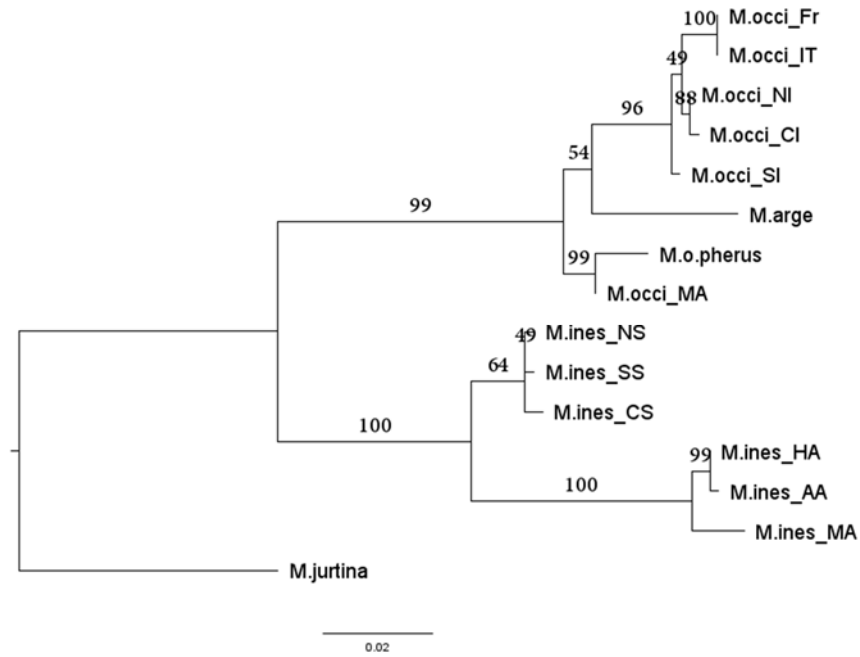 100 M.occi_Fr
M.occi_IT
49
88 M.occi_NI
96
M.occi_CI
54
M.occi_SI
99
M.arge
99 M.o.pherus
M.occi_MA
49 M.ines_NS
64 M.ines_SS
M.ines_CS
100
99 M.ines_HA
100 M.ines_AA
M.ines_MA
M.jurtina
0.02